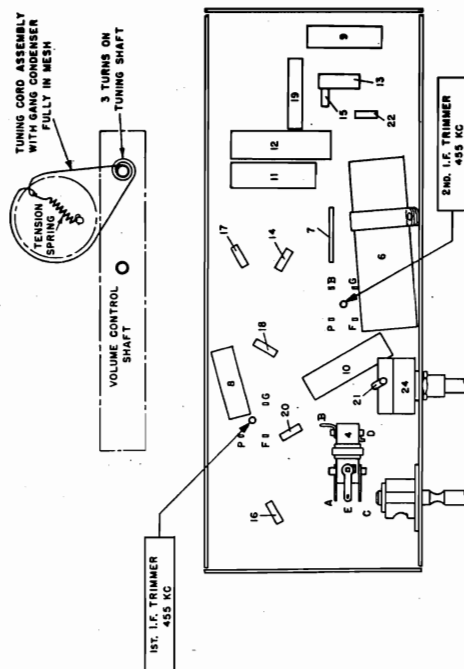 TUNING CORD ASSEMBLY
WITH GANG CONDENSER
FULLY IN MESH
3 TURNS ON
TUNING SHAFT
TENSION
SPRING
VOLUME CONTROL
SHAFT
1ST. I.F. TRIMMER
455 KC
2ND. I.F. TRIMMER
455 KC
9
19
13
15
22
12
11
17
14
7
6
P
B
F
G
18
8
10
P
G
F
20
21
24
16
B
4
D
A
E
C